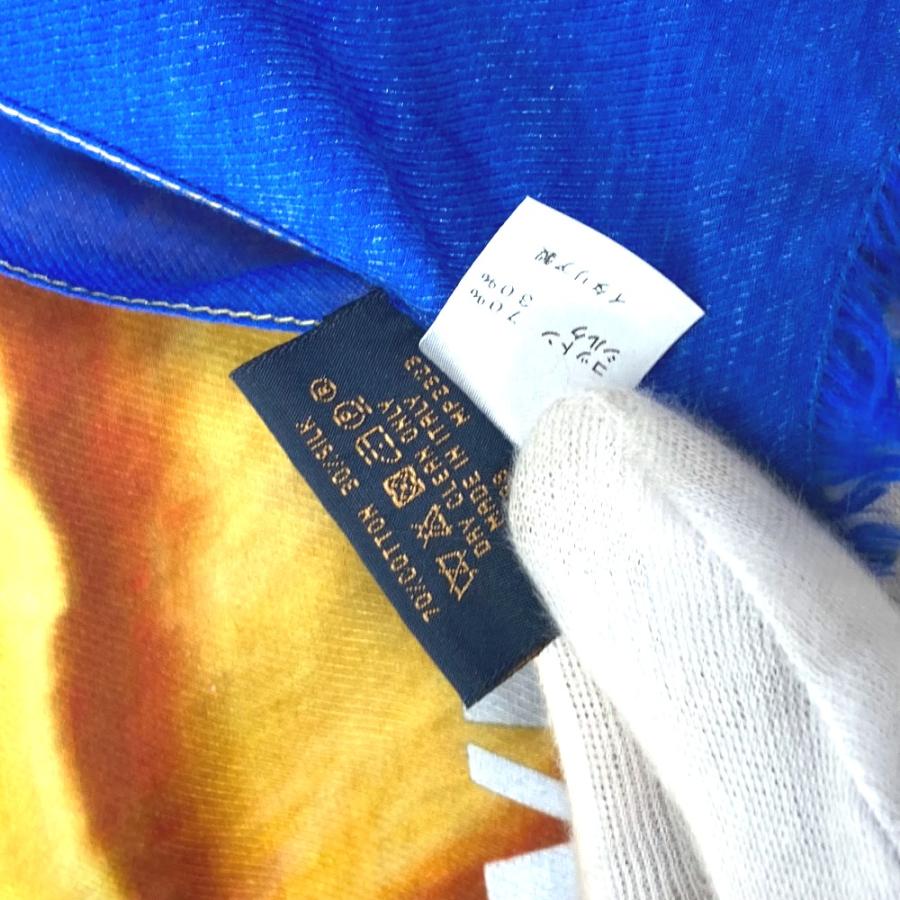 コットン 70%
シルク 30%
イタリア製
70%COTTON 30%SILK
DRY CLEAN ONLY
MADE IN ITALY
MP2323